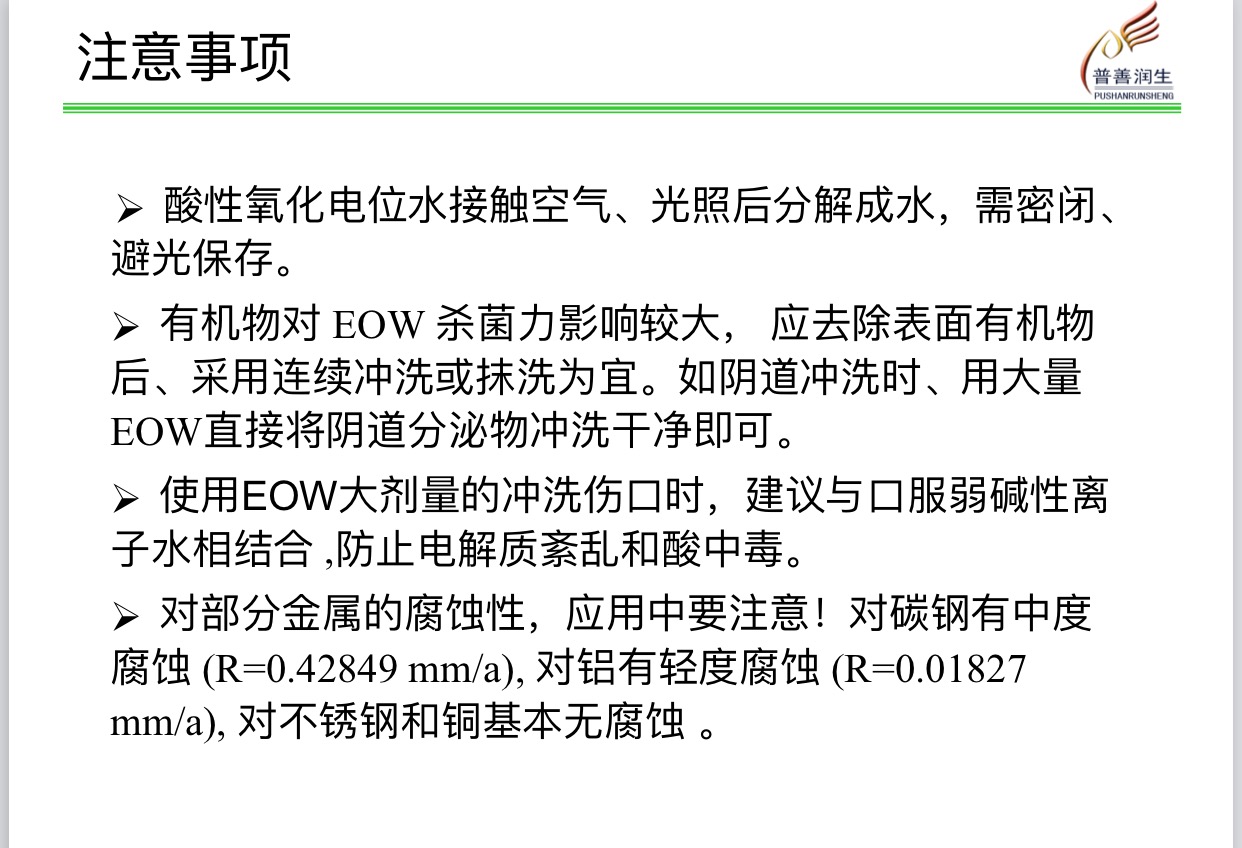 注意事项
普善润生
PUSHANRUNSHENG
➢ 酸性氧化电位水接触空气、光照后分解成水，需密闭、
避光保存。
➢ 有机物对 EOW 杀菌力影响较大， 应去除表面有机物
后、采用连续冲洗或抹洗为宜。如阴道冲洗时、用大量
EOW直接将阴道分泌物冲洗干净即可。
➢ 使用EOW大剂量的冲洗伤口时，建议与口服弱碱性离
子水相结合 ,防止电解质紊乱和酸中毒。
➢ 对部分金属的腐蚀性，应用中要注意！对碳钢有中度
腐蚀 (R=0.42849 mm/a), 对铝有轻度腐蚀 (R=0.01827
mm/a), 对不锈钢和铜基本无腐蚀 。